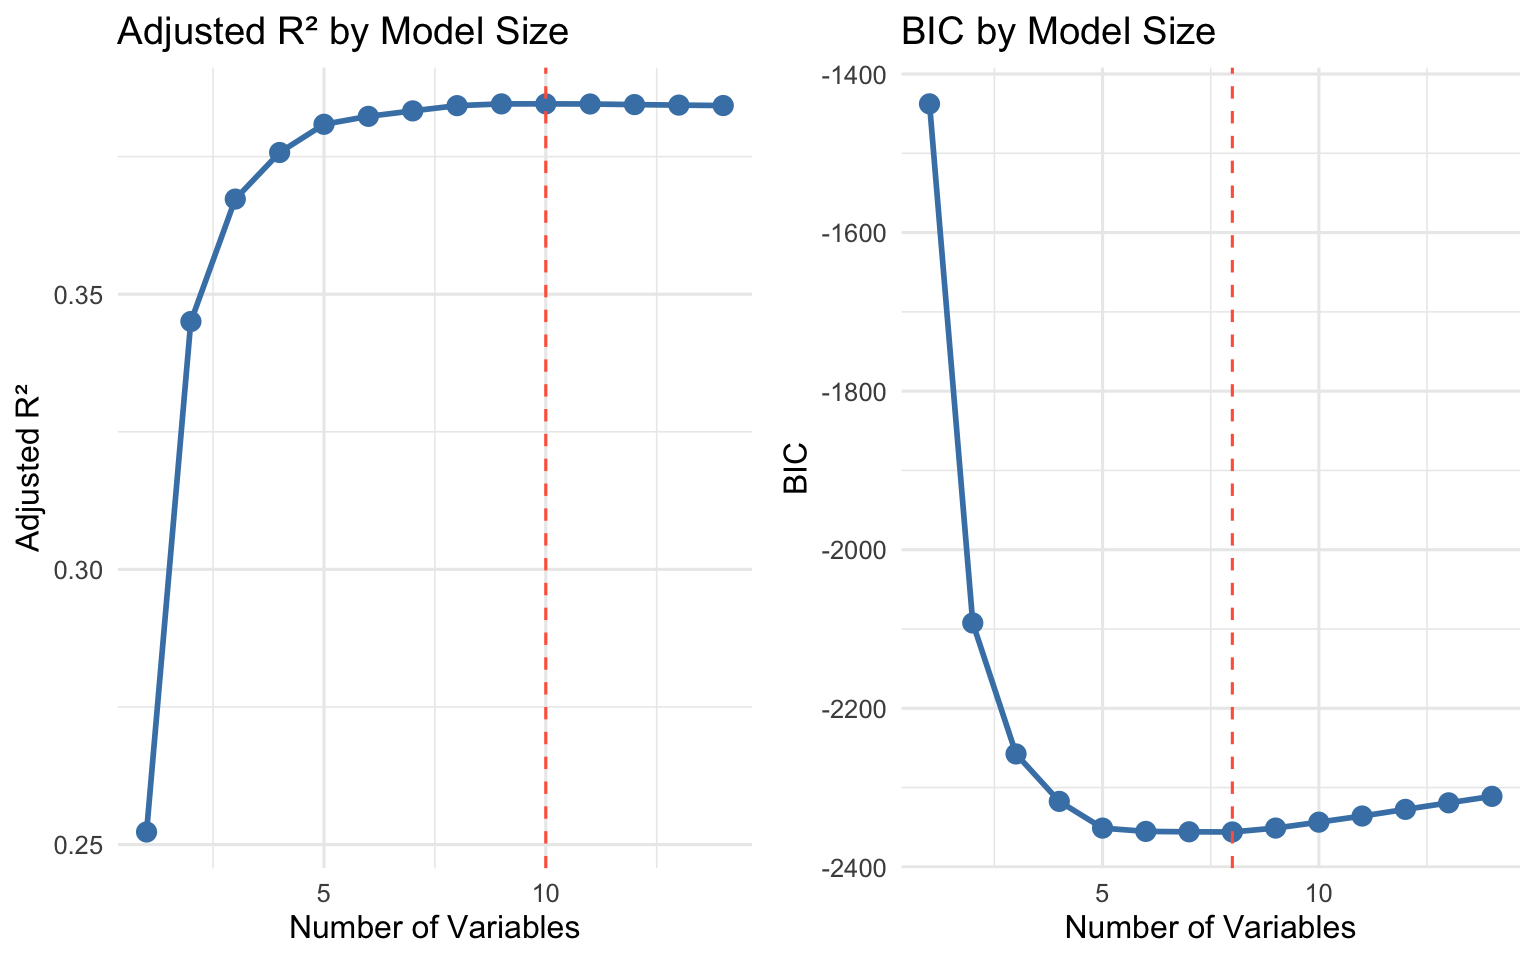 Adjusted R² by Model Size
Adjusted R²
0.35
0.30
0.25
5
10
Number of Variables
BIC by Model Size
BIC
-1400
-1600
-1800
-2000
-2200
-2400
5
10
Number of Variables